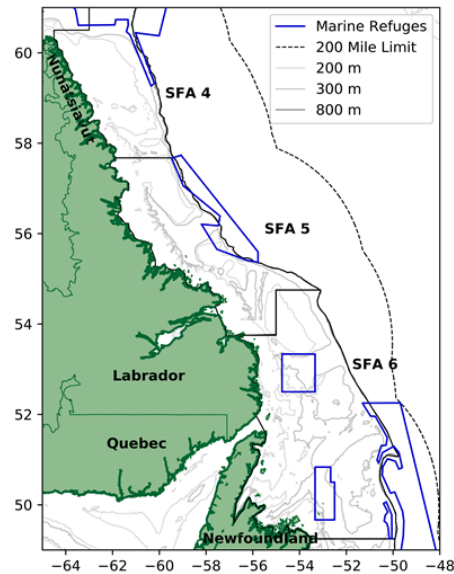 Marine Refuges
200 Mile Limit
200 m
300 m
800 m
60
58
56
54
52
50
Nunatsiavut
SFA 4
SFA 5
SFA 6
Labrador
Quebec
Newfoundland
−64 −62 −60 −58 −56 −54 −52 −50 −48